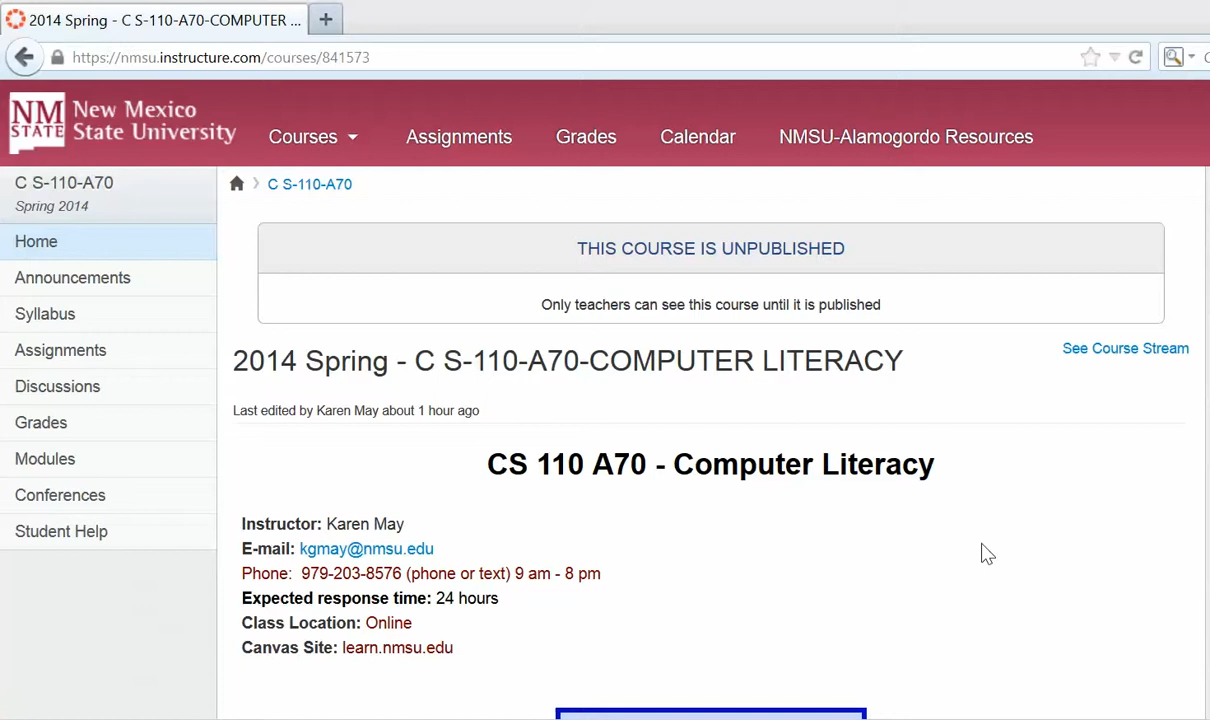 2014 Spring - C S-110-A70-COMPUTER ...
https://nmsu.instructure.com/courses/841573
NM STATE New Mexico State University
Courses Assignments Grades Calendar NMSU-Alamogordo Resources
C S-110-A70
Spring 2014
Home
Announcements
Syllabus
Assignments
Discussions
Grades
Modules
Conferences
Student Help
C S-110-A70
THIS COURSE IS UNPUBLISHED
Only teachers can see this course until it is published
See Course Stream
2014 Spring - C S-110-A70-COMPUTER LITERACY
Last edited by Karen May about 1 hour ago
CS 110 A70 - Computer Literacy
Instructor: Karen May
E-mail: kgmay@nmsu.edu
Phone: 979-203-8576 (phone or text) 9 am - 8 pm
Expected response time: 24 hours
Class Location: Online
Canvas Site: learn.nmsu.edu